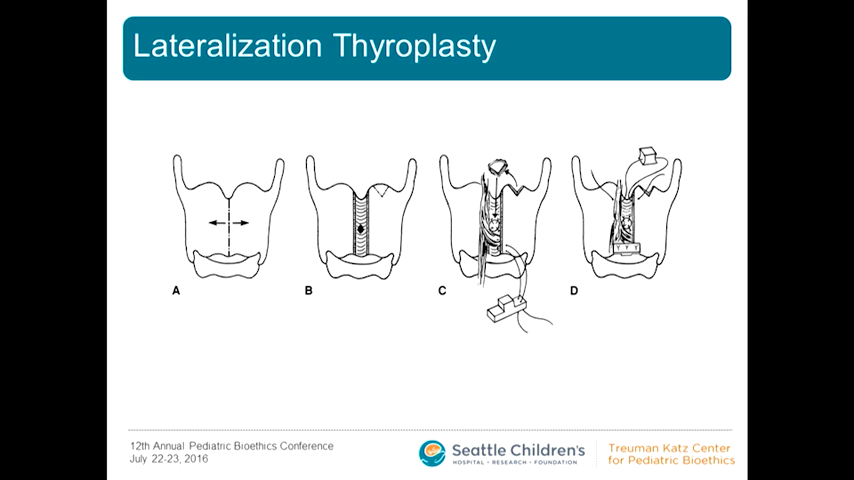 Lateralization Thyroplasty
A B C D
12th Annual Pediatric Bioethics Conference
July 22-23, 2016
Seattle Children's
HOSPITAL • RESEARCH • FOUNDATION
Treuman Katz Center
for Pediatric Bioethics